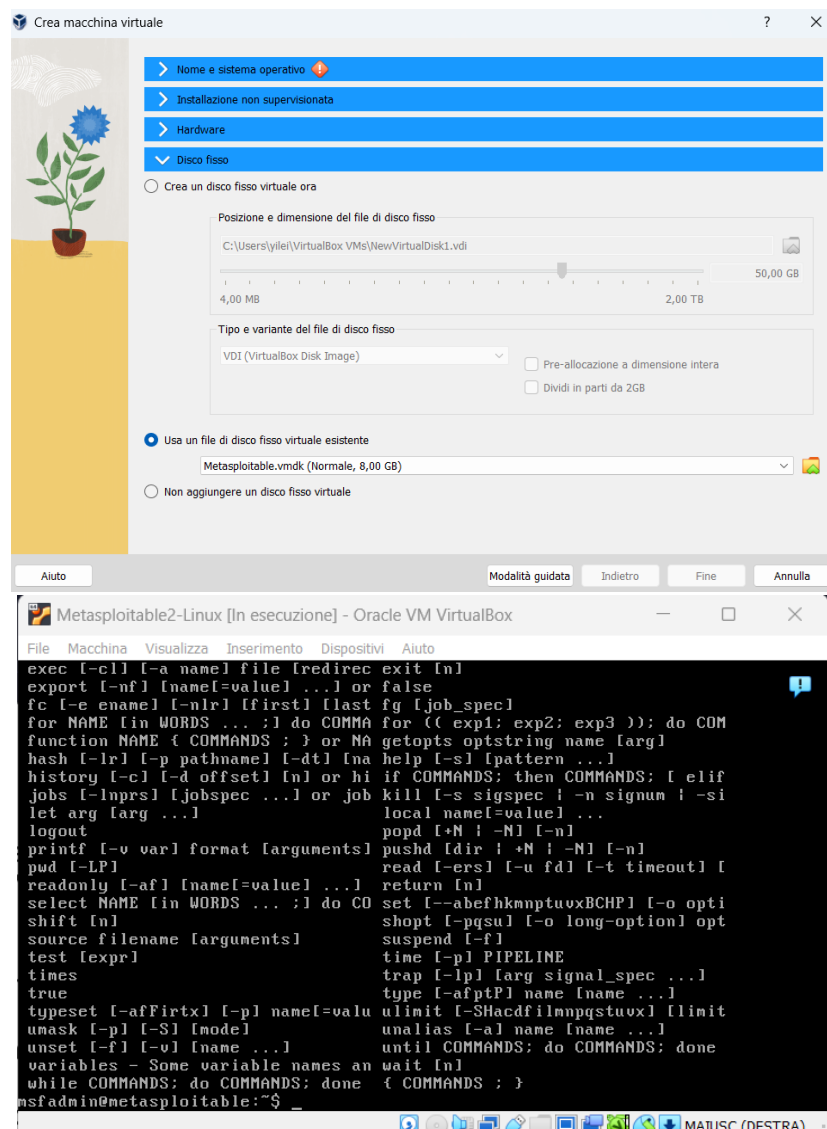 Crea macchina virtuale
Nome e sistema operativo
Installazione non supervisionata
Hardware
Disco fisso
Crea un disco fisso virtuale ora
Posizione e dimensione del file di disco fisso
C:\Users\yilei\VirtualBox VMs\NewVirtualDisk1.vdi
50,00 GB
4,00 MB 2,00 TB
Tipo e variante del file di disco fisso
VDI (VirtualBox Disk Image)
Pre-allocazione a dimensione intera
Dividi in parti da 2GB
Usa un file di disco fisso virtuale esistente
Metasploitable.vmdk (Normale, 8,00 GB)
Non aggiungere un disco fisso virtuale
Aiuto Modalità guidata Indietro Fine Annulla
Metasploitable2-Linux [In esecuzione] - Oracle VM VirtualBox
File Macchina Visualizza Inserimento Dispositivi Aiuto
exec [-cl] [-a name] file [redirec exit [n]
export [-nf] [name[=value] ...] or false
fc [-e ename] [-nlr] [first] [last fg [job_spec]
for NAME [in WORDS ... ;] do COMMA for (( exp1; exp2; exp3 )); do COM
function NAME { COMMANDS ; } or NA getopts optstring name [arg]
hash [-lr] [-p pathname] [-dt] [na help [-s] [pattern ...]
history [-c] [-d offset] [n] or hi if COMMANDS; then COMMANDS; [ elif
jobs [-lnprs] [jobspec ...] or job kill [-s sigspec | -n signum | -si
let arg [arg ...] local name[=value] ...
logout popd [+N | -N] [-n]
printf [-v var] format [arguments] pushd [dir | +N | -N] [-n]
pwd [-LP] read [-ers] [-u fd] [-t timeout] [
readonly [-af] [name[=value] ...] return [n]
select NAME [in WORDS ... ;] do CO set [--abefhkmnptuvxBCHP] [-o opti
shift [n] shopt [-pqsu] [-o long-option] opt
source filename [arguments] suspend [-f]
test [expr] time [-p] PIPELINE
times trap [-lp] [arg signal_spec ...]
true type [-afptP] name [name ...]
typeset [-afFirtx] [-p] name[=valu ulimit [-SHacdfilmnpqstuvx] [limit
umask [-p] [-S] [mode] unalias [-a] name [name ...]
unset [-f] [-v] [name ...] until COMMANDS; do COMMANDS; done
variables - Some variable names an wait [n]
while COMMANDS; do COMMANDS; done { COMMANDS ; }
msfadmin@metasploitable:~$ _
MAIUSC (DESTRA)